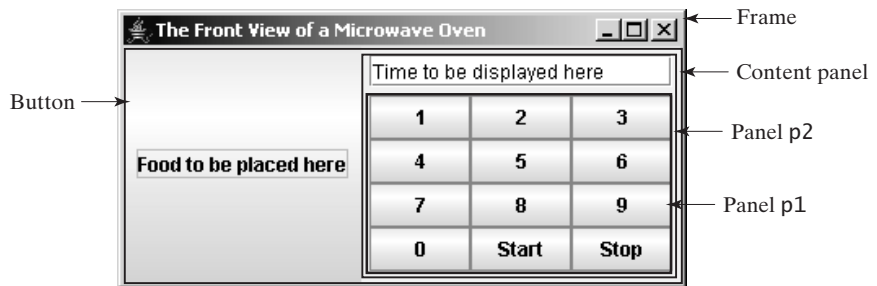 The Front View of a Microwave Oven
Frame
Time to be displayed here
Content panel
Button
1 2 3
Panel p2
Food to be placed here
4 5 6
7 8 9
Panel p1
0 Start Stop